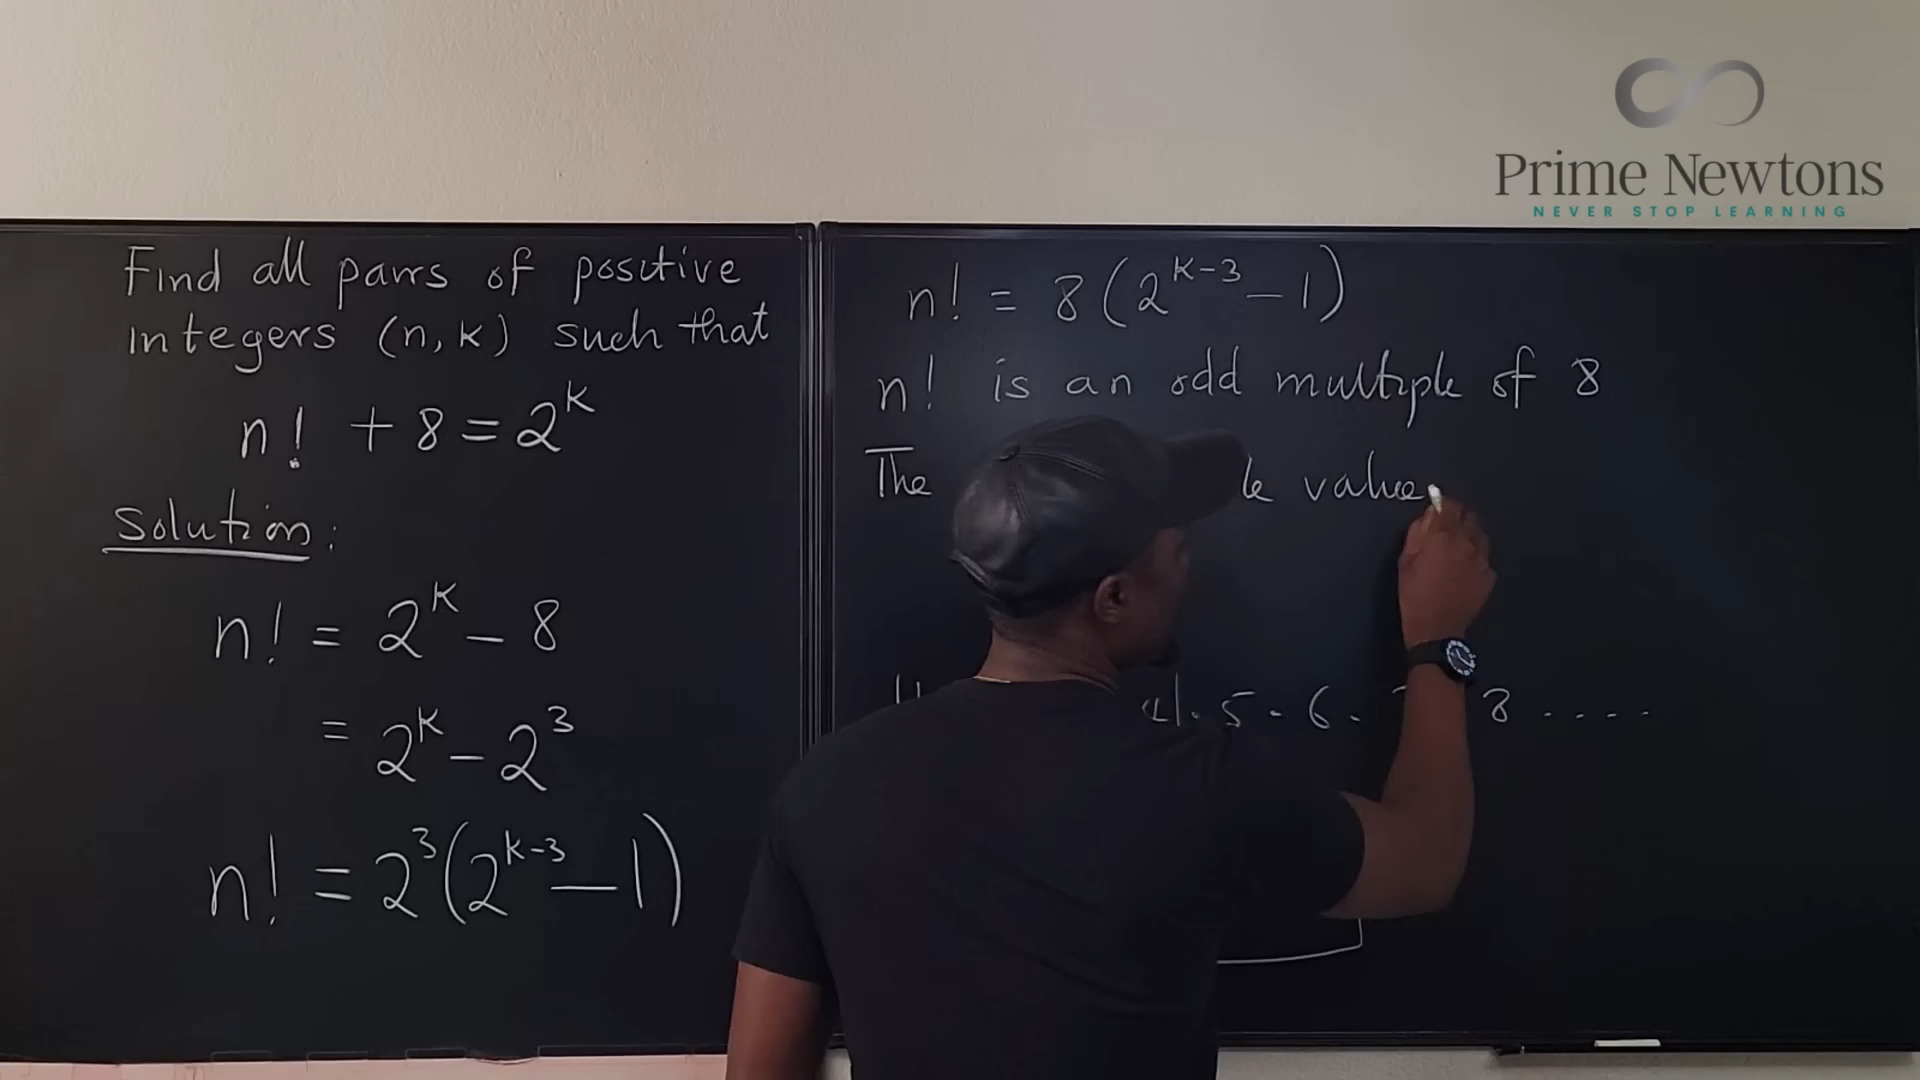 Prime Newtons
NEVER STOP LEARNING
Find all pairs of positive
integers (n, k) such that
n! + 8 = 2^k
Solution:
n! = 2^k - 8
= 2^k - 2^3
n! = 2^3(2^{k-3} - 1)
n! = 8(2^{k-3} - 1)
n! is an odd multiple of 8
The value
4 · 5 · 6 · 8 ....